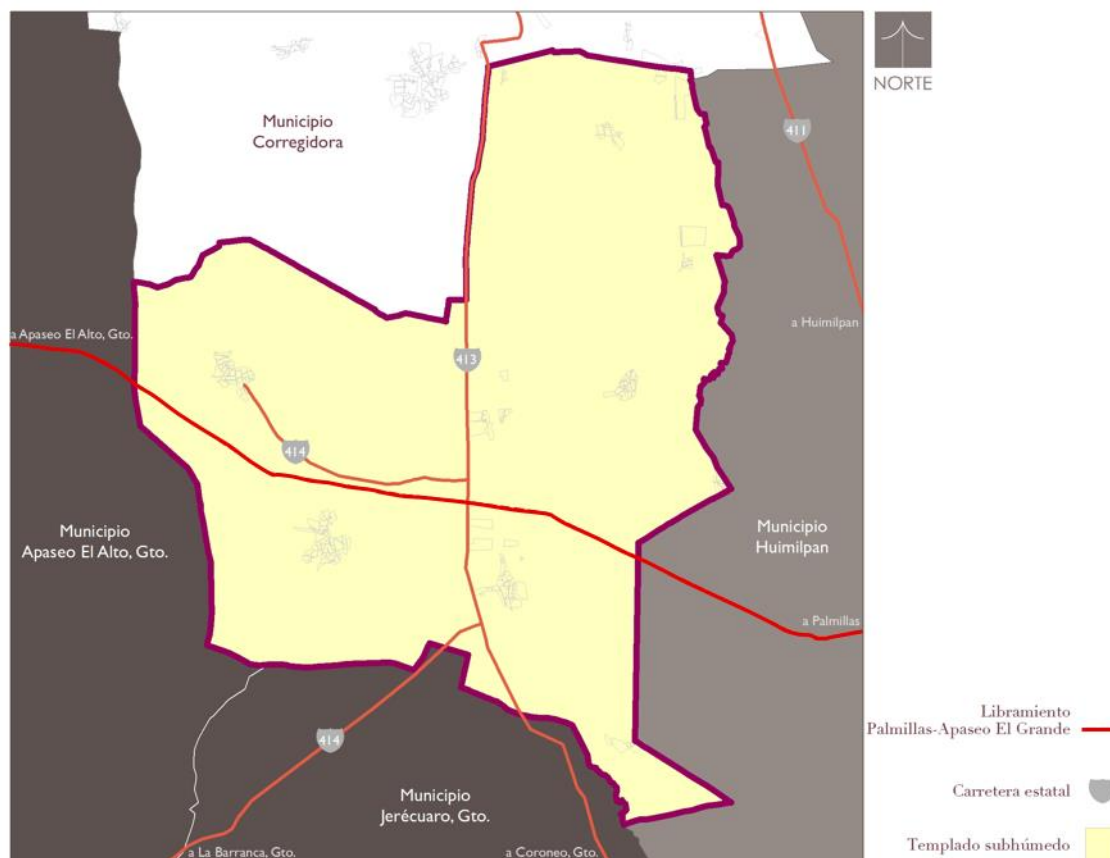 NORTE
Municipio
Corregidora
411
a Apaseo El Alto, Gto.
a Huimilpan
413
414
Municipio
Apaseo El Alto, Gto.
Municipio
Huimilpan
a Palmillas
Libramiento
Palmillas-Apaseo El Grande
414
Carretera estatal
Municipio
Jerécuaro, Gto.
a La Barranca, Gto.
a Coroneo, Gto.
Templado subhúmedo